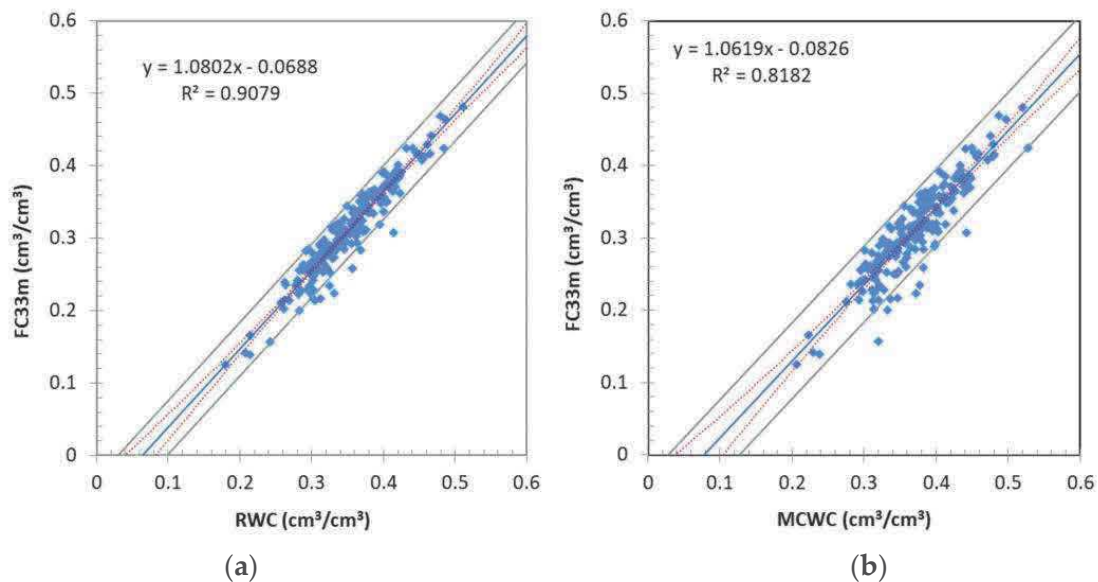 0.6
0.5
0.4
0.3
0.2
0.1
0
FC33m (cm³/cm³)
y = 1.0802x - 0.0688
R² = 0.9079
0 0.1 0.2 0.3 0.4 0.5 0.6
RWC (cm³/cm³)
(a)
0.6
0.5
0.4
0.3
0.2
0.1
0
FC33m (cm³/cm³)
y = 1.0619x - 0.0826
R² = 0.8182
0 0.1 0.2 0.3 0.4 0.5 0.6
MCWC (cm³/cm³)
(b)